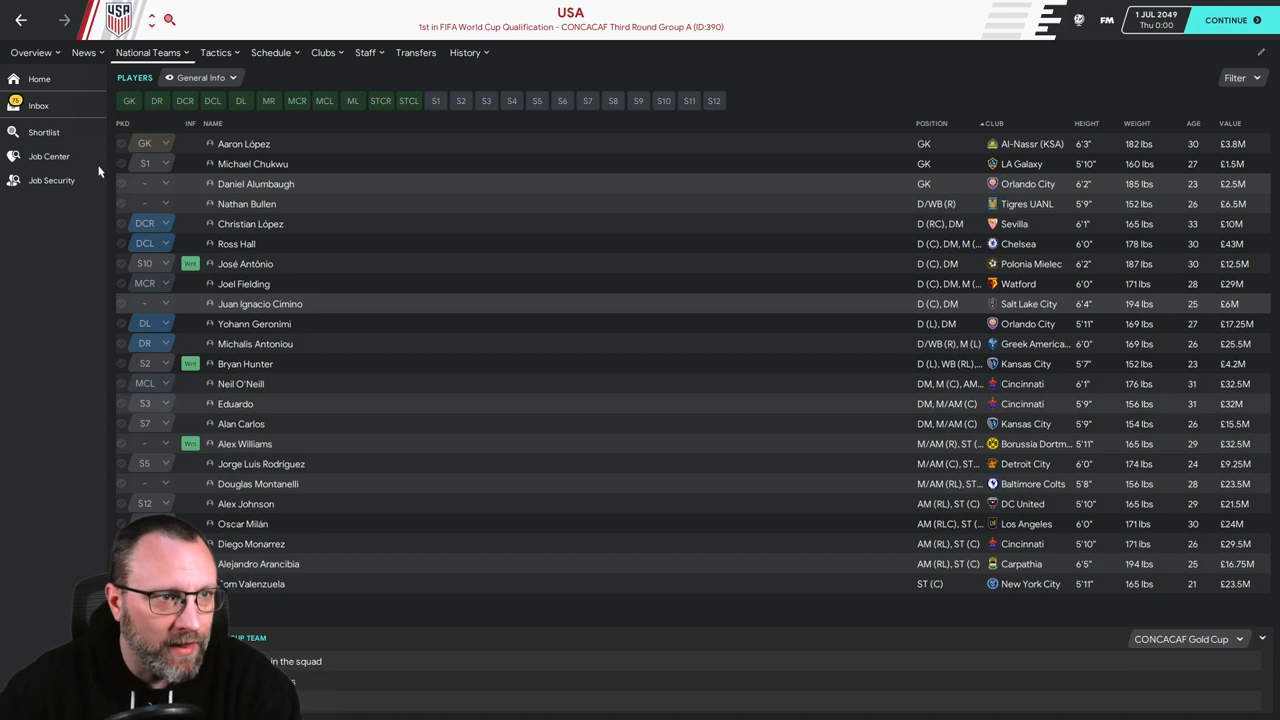 USA
1st in FIFA World Cup Qualification - CONCACAF Third Round Group A (ID:390)
FM
1 JUL 2049
Thu 0:00
CONTINUE
Overview News National Teams Tactics Schedule Clubs Staff Transfers History
Home
75
Inbox
Shortlist
Job Center
Job Security
PLAYERS General Info Filter
GK DR DCR DCL DL MR MCR MCL ML STCR STCL S1 S2 S3 S4 S5 S6 S7 S8 S9 S10 S11 S12
PKD INF NAME POSITION CLUB HEIGHT WEIGHT AGE VALUE
GK Aaron López GK Al-Nassr (KSA) 6'3" 182 lbs 30 £3.8M
S1 Michael Chukwu GK LA Galaxy 5'10" 160 lbs 27 £1.5M
- Daniel Alumbaugh GK Orlando City 6'2" 185 lbs 23 £2.5M
- Nathan Bullen D/WB (R) Tigres UANL 5'9" 152 lbs 26 £6.5M
DCR Christian López D (RC), DM Sevilla 6'1" 165 lbs 33 £10M
DCL Ross Hall D (C), DM, M (... Chelsea 6'0" 178 lbs 30 £43M
S10 Wnt José Antônio D (C), DM Polonia Mielec 6'2" 187 lbs 30 £12.5M
MCR Joel Fielding D (C), DM, M (... Watford 6'0" 171 lbs 28 £29M
- Juan Ignacio Cimino D (C), DM Salt Lake City 6'4" 194 lbs 25 £6M
DL Yohann Geronimi D (L), DM Orlando City 5'11" 169 lbs 27 £17.25M
DR Michalis Antoniou D/WB (R), M (L) Greek America... 6'0" 169 lbs 26 £25.5M
S2 Wnt Bryan Hunter D (L), WB (RL),... Kansas City 5'7" 152 lbs 23 £4.2M
MCL Neil O'Neill DM, M (C), AM... Cincinnati 6'1" 176 lbs 31 £32.5M
S3 Eduardo DM, M/AM (C) Cincinnati 5'9" 156 lbs 31 £32M
S7 Alan Carlos DM, M/AM (C) Kansas City 5'9" 154 lbs 26 £15.5M
- Wnt Alex Williams M/AM (R), ST (... Borussia Dortm... 5'11" 165 lbs 29 £32.5M
S5 Jorge Luis Rodríguez M/AM (C), ST... Detroit City 6'0" 174 lbs 24 £9.25M
- Douglas Montanelli M/AM (RL), ST... Baltimore Colts 5'8" 156 lbs 28 £23.5M
S12 Alex Johnson AM (RL), ST (C) DC United 5'10" 165 lbs 29 £21.5M
Oscar Milán AM (RLC), ST (... Los Angeles 6'0" 171 lbs 30 £24M
Diego Monarrez AM (RL), ST (C) Cincinnati 5'10" 171 lbs 26 £29.5M
Alejandro Arancibia AM (RL), ST (C) Carpathia 6'5" 194 lbs 25 £16.75M
Valenzuela ST (C) New York City 5'11" 165 lbs 21 £23.5M
TEAM CONCACAF Gold Cup
in the squad